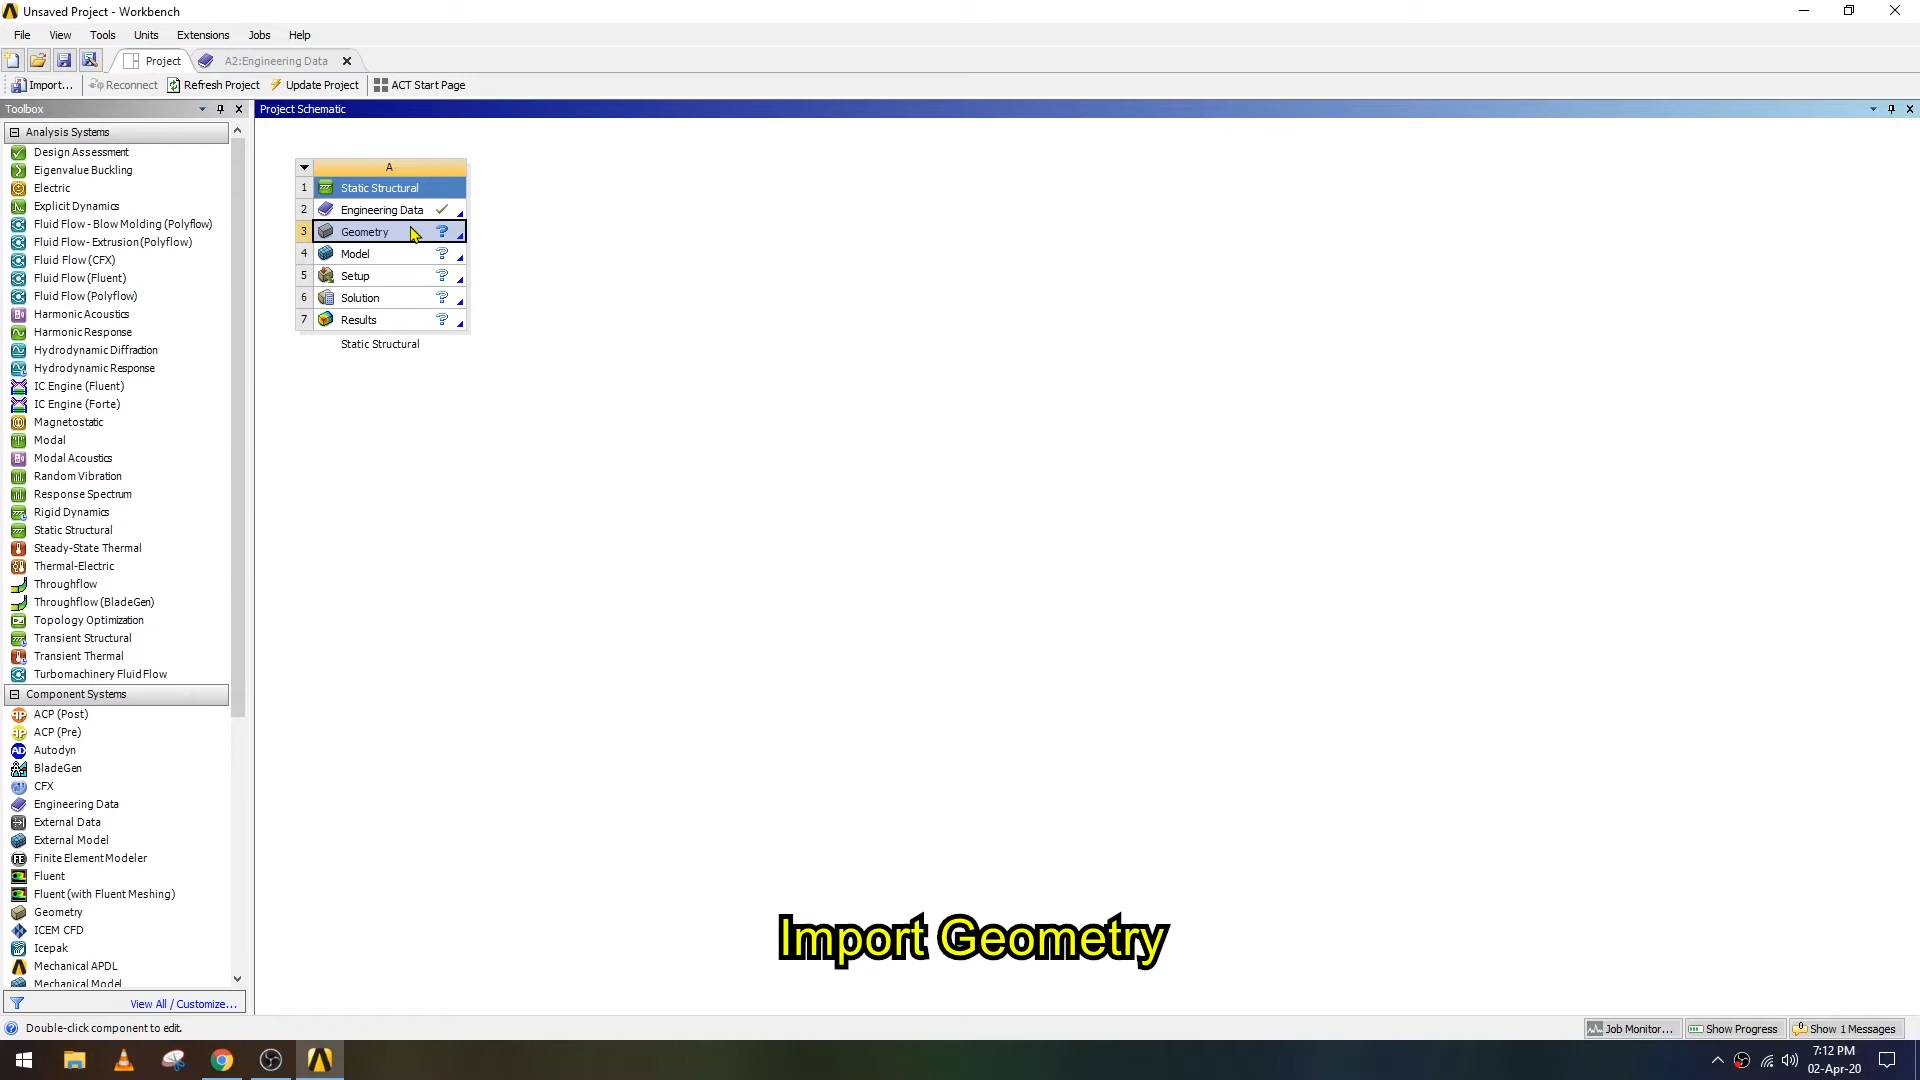 Unsaved Project - Workbench
File View Tools Units Extensions Jobs Help
Project A2:Engineering Data
Import... Reconnect Refresh Project Update Project ACT Start Page
Toolbox
Project Schematic
Analysis Systems
Design Assessment
Eigenvalue Buckling
Electric
Explicit Dynamics
Fluid Flow - Blow Molding (Polyflow)
Fluid Flow - Extrusion (Polyflow)
Fluid Flow (CFX)
Fluid Flow (Fluent)
Fluid Flow (Polyflow)
Harmonic Acoustics
Harmonic Response
Hydrodynamic Diffraction
Hydrodynamic Response
IC Engine (Fluent)
IC Engine (Forte)
Magnetostatic
Modal
Modal Acoustics
Random Vibration
Response Spectrum
Rigid Dynamics
Static Structural
Steady-State Thermal
Thermal-Electric
Throughflow
Throughflow (BladeGen)
Topology Optimization
Transient Structural
Transient Thermal
Turbomachinery Fluid Flow
Component Systems
ACP (Post)
ACP (Pre)
Autodyn
BladeGen
CFX
Engineering Data
External Data
External Model
Finite Element Modeler
Fluent
Fluent (with Fluent Meshing)
Geometry
ICEM CFD
Icepak
Mechanical APDL
Mechanical Model
View All / Customize...
A
1 Static Structural
2 Engineering Data
3 Geometry ?
4 Model ?
5 Setup ?
6 Solution ?
7 Results ?
Static Structural
Import Geometry
Double-click component to edit.
Job Monitor... Show Progress Show 1 Messages
7:12 PM
02-Apr-20